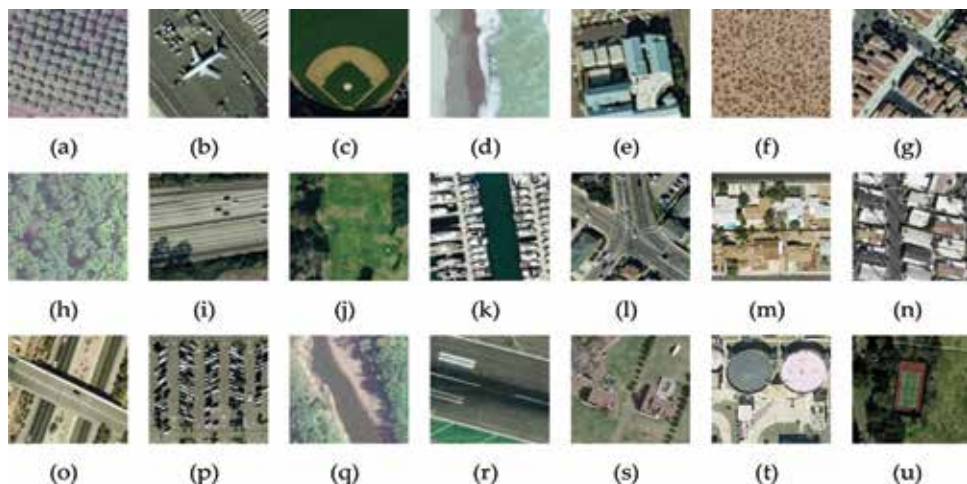 (a) (b) (c) (d) (e) (f) (g)
(h) (i) (j) (k) (l) (m) (n)
(o) (p) (q) (r) (s) (t) (u)